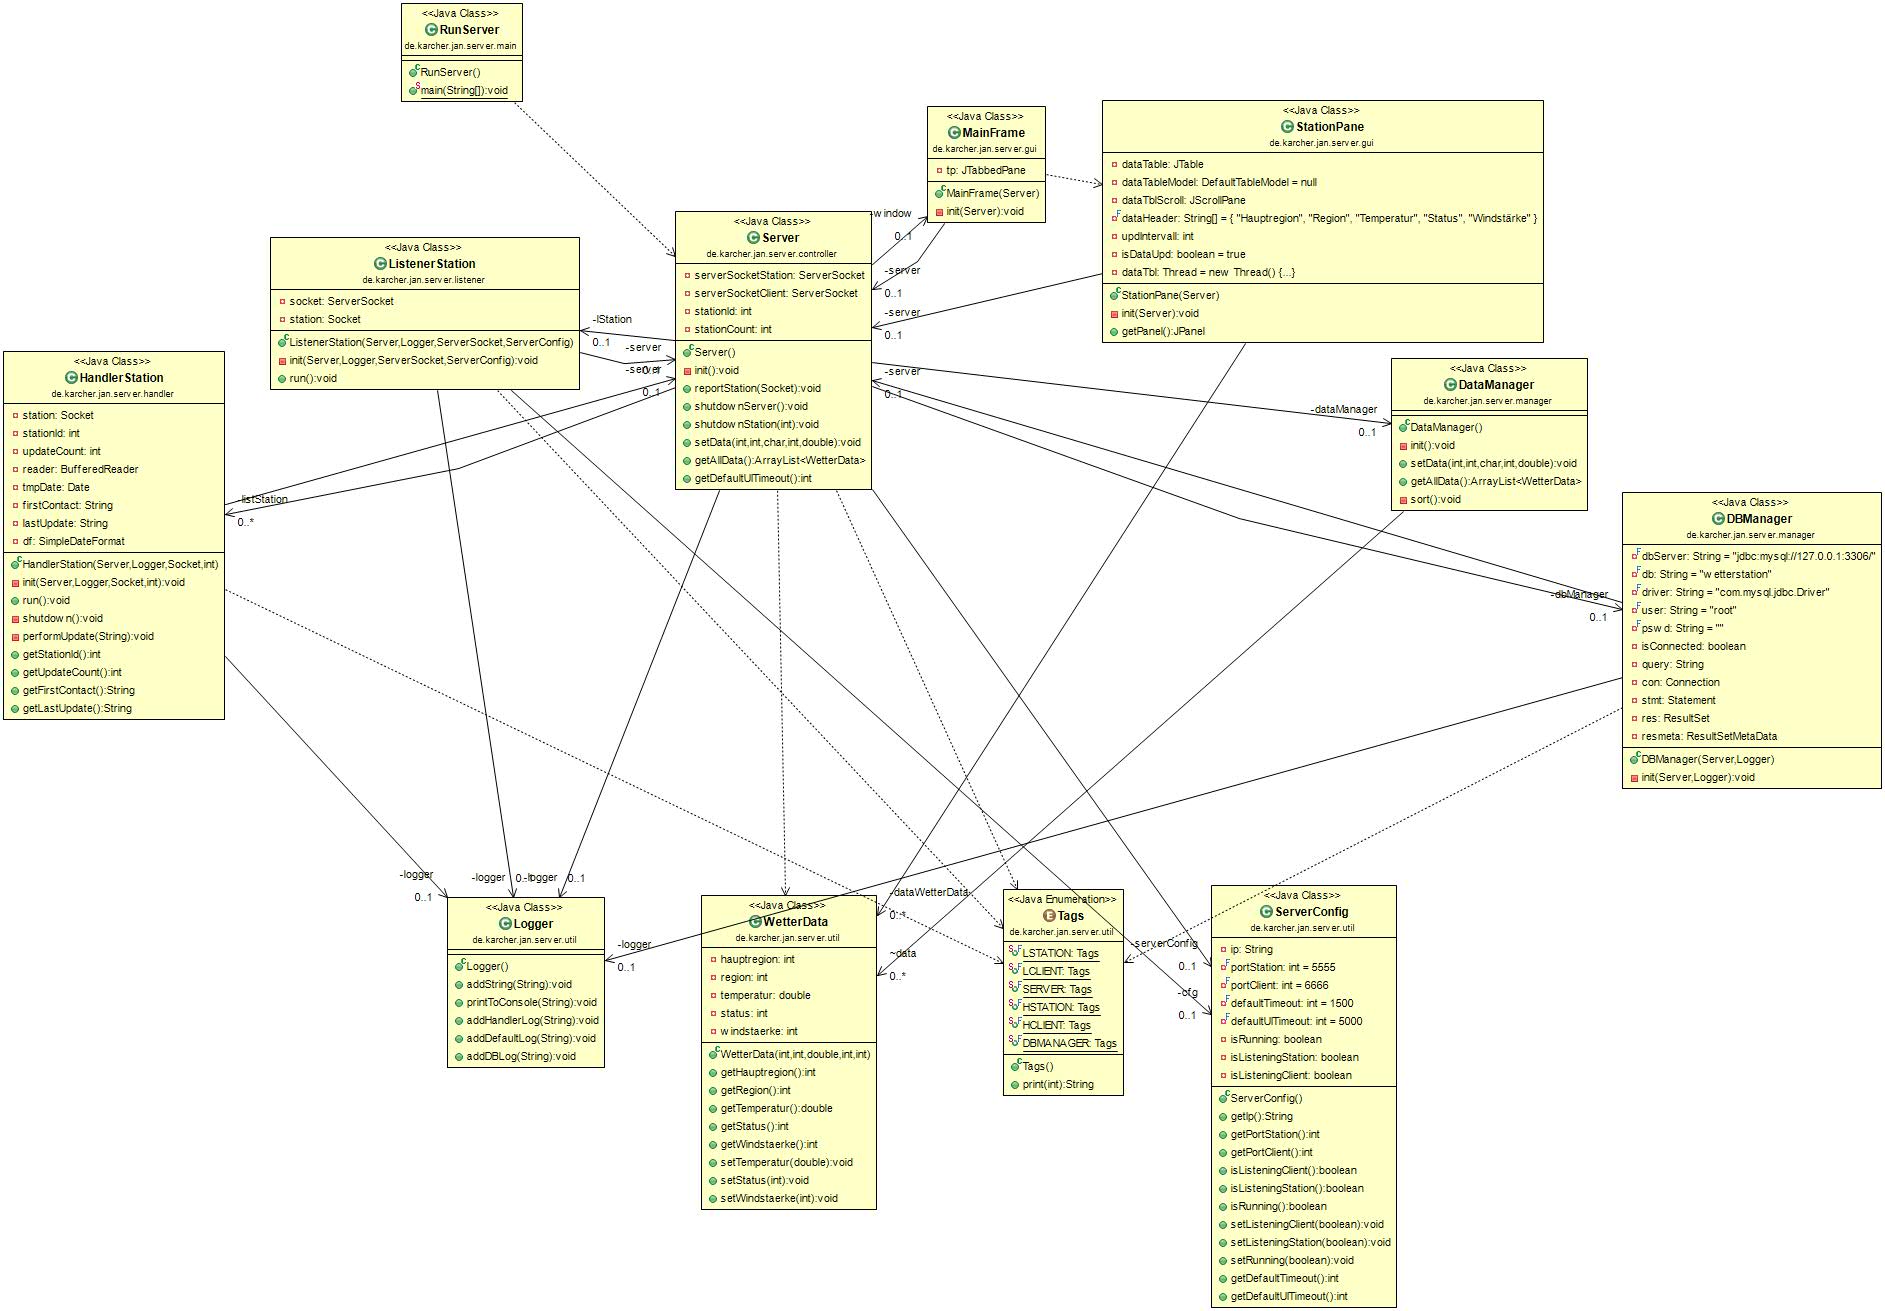 <<Java Class>>
RunServer
de.karcher.jan.server.main
RunServer()
main(String[]):void
<<Java Class>>
MainFrame
de.karcher.jan.server.gui
tp: JTabbedPane
MainFrame(Server)
init(Server):void
<<Java Class>>
StationPane
de.karcher.jan.server.gui
dataTable: JTable
dataTableModel: DefaultTableModel = null
dataTblScroll: JScrollPane
dataHeader: String[] = { "Hauptregion", "Region", "Temperatur", "Status", "Windstärke" }
updIntervall: int
isDataUpd: boolean = true
dataTbl: Thread = new Thread() {...}
StationPane(Server)
init(Server):void
getPanel():JPanel
<<Java Class>>
Server
de.karcher.jan.server.controller
serverSocketStation: ServerSocket
serverSocketClient: ServerSocket
stationId: int
stationCount: int
Server()
init():void
reportStation(Socket):void
shutdownServer():void
shutdownStation(int):void
setData(int,int,char,int,double):void
getAllData():ArrayList<WetterData>
getDefaultUITimeout():int
-window
0..1
-server
0..1
-server
0..1
-server
0..1
<<Java Class>>
ListenerStation
de.karcher.jan.server.listener
socket: ServerSocket
station: Socket
ListenerStation(Server,Logger,ServerSocket,ServerConfig)
init(Server,Logger,ServerSocket,ServerConfig):void
run():void
-lStation
0..1
-server
0..1
-server
0..1
<<Java Class>>
HandlerStation
de.karcher.jan.server.handler
station: Socket
stationId: int
updateCount: int
reader: BufferedReader
tmpDate: Date
firstContact: String
lastUpdate: String
df: SimpleDateFormat
HandlerStation(Server,Logger,Socket,int)
init(Server,Logger,Socket,int):void
run():void
shutdown():void
performUpdate(String):void
getStationId():int
getUpdateCount():int
getFirstContact():String
getLastUpdate():String
-listStation
0..*
<<Java Class>>
DataManager
de.karcher.jan.server.manager
DataManager()
init():void
setData(int,int,char,int,double):void
getAllData():ArrayList<WetterData>
sort():void
-dataManager
0..1
<<Java Class>>
DBManager
de.karcher.jan.server.manager
dbServer: String = "jdbc:mysql://127.0.0.1:3306/"
db: String = "wetterstation"
driver: String = "com.mysql.jdbc.Driver"
user: String = "root"
pswd: String = ""
isConnected: boolean
query: String
con: Connection
stmt: Statement
res: ResultSet
resmeta: ResultSetMetaData
DBManager(Server,Logger)
init(Server,Logger):void
-dbManager
0..1
-logger
0..1
-logger
0..1
-logger
0..1
<<Java Class>>
Logger
de.karcher.jan.server.util
Logger()
addString(String):void
printToConsole(String):void
addHandlerLog(String):void
addDefaultLog(String):void
addDBLog(String):void
-logger
0..1
<<Java Class>>
WetterData
de.karcher.jan.server.util
hauptregion: int
region: int
temperatur: double
status: int
windstaerke: int
WetterData(int,int,double,int,int)
getHauptregion():int
getRegion():int
getTemperatur():double
getStatus():int
getWindstaerke():int
setTemperatur(double):void
setStatus(int):void
setWindstaerke(int):void
-dataWetterData
0..*
~data
0..*
<<Java Enumeration>>
Tags
de.karcher.jan.server.util
LSTATION: Tags
LCLIENT: Tags
SERVER: Tags
HSTATION: Tags
HCLIENT: Tags
DBMANAGER: Tags
Tags()
print(int):String
-serverConfig
0..1
-cfg
0..1
<<Java Class>>
ServerConfig
de.karcher.jan.server.util
ip: String
portStation: int = 5555
portClient: int = 6666
defaultTimeout: int = 1500
defaultUITimeout: int = 5000
isRunning: boolean
isListeningStation: boolean
isListeningClient: boolean
ServerConfig()
getIp():String
getPortStation():int
getPortClient():int
isListeningClient():boolean
isListeningStation():boolean
isRunning():boolean
setListeningClient(boolean):void
setListeningStation(boolean):void
setRunning(boolean):void
getDefaultTimeout():int
getDefaultUITimeout():int